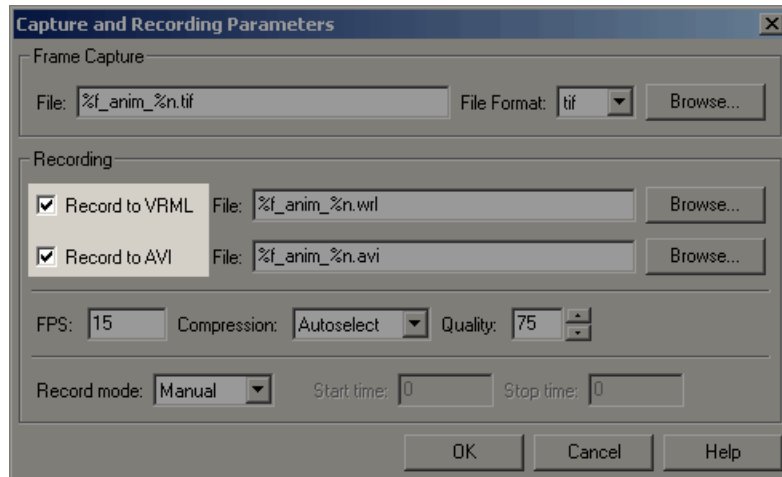 Capture and Recording Parameters
Frame Capture
File: %f_anim_%n.tif File Format: tif Browse...
Recording
Record to VRML File: %f_anim_%n.wrl Browse...
Record to AVI File: %f_anim_%n.avi Browse...
FPS: 15 Compression: Autoselect Quality: 75
Record mode: Manual Start time: 0 Stop time: 0
OK Cancel Help